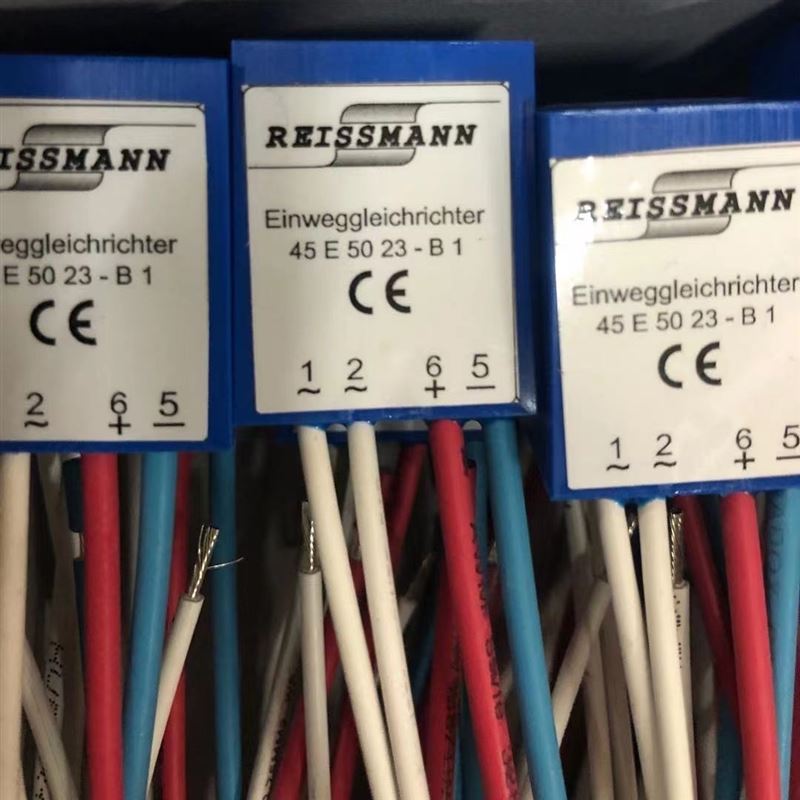 ISSMANN
eggleichrichter
E 50 23 - B 1
CE
2 6 5
~ + –
REISSMANN
Einweggleichrichter
45 E 50 23 - B 1
CE
1 2 6 5
~ ~ + –
REISSMANN
Einweggleichrichter
45 E 50 23 - B 1
CE
1 2 6 5
~ ~ + –